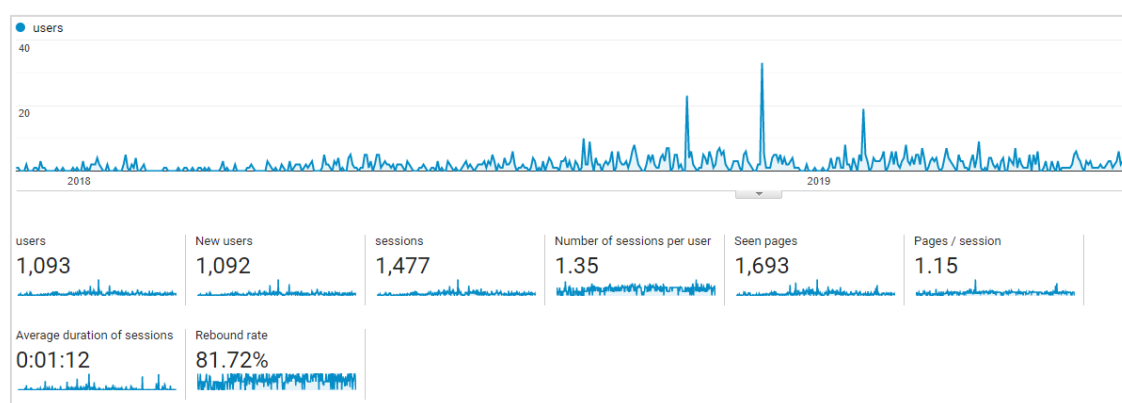 users
40
20
2018
2019
users
1,093
New users
1,092
sessions
1,477
Number of sessions per user
1.35
Seen pages
1,693
Pages / session
1.15
Average duration of sessions
0:01:12
Rebound rate
81.72%